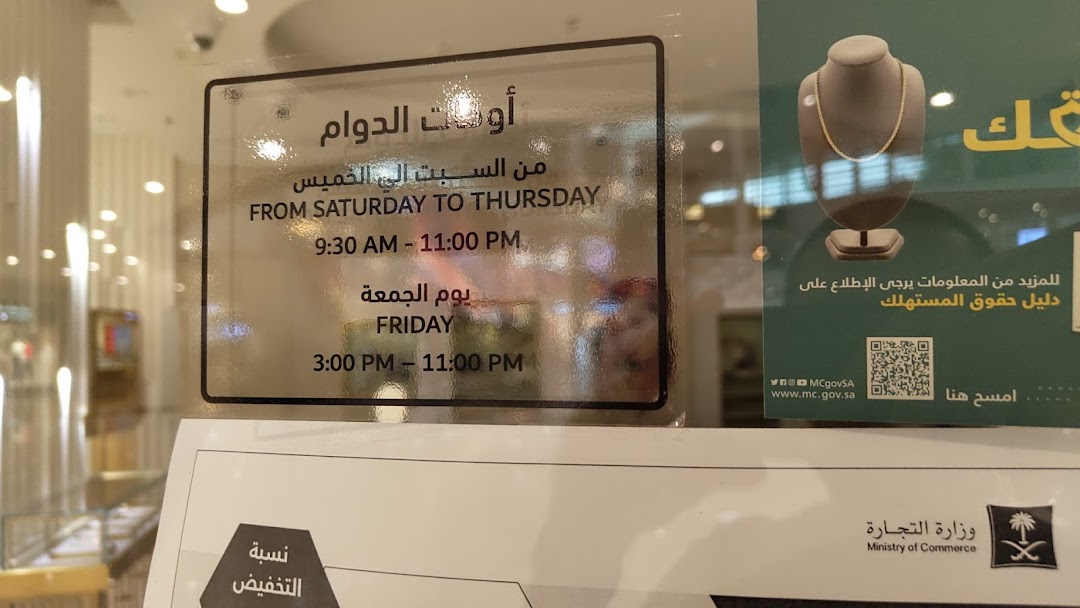 أوقات الدوام
من الســبت الي الخميس
FROM SATURDAY TO THURSDAY
9:30 AM - 11:00 PM
يوم الجمعة
FRIDAY
3:00 PM – 11:00 PM
للمزيد من المعلومات يرجى الإطلاع على
دليل حقوق المستهلك
MCgovSA
www.mc.gov.sa
امسح هنا
وزارة التجارة
Ministry of Commerce
نسبة
التخفيض